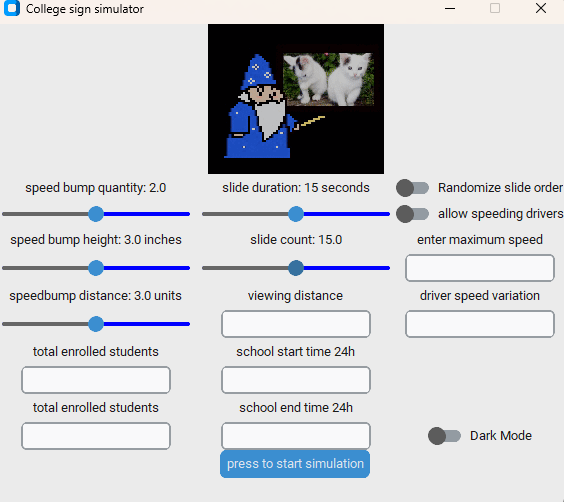 College sign simulator
speed bump quantity: 2.0
slide duration: 15 seconds
Randomize slide order
allow speeding drivers
speed bump height: 3.0 inches
slide count: 15.0
enter maximum speed
speedbump distance: 3.0 units
viewing distance
driver speed variation
total enrolled students
school start time 24h
total enrolled students
school end time 24h
Dark Mode
press to start simulation